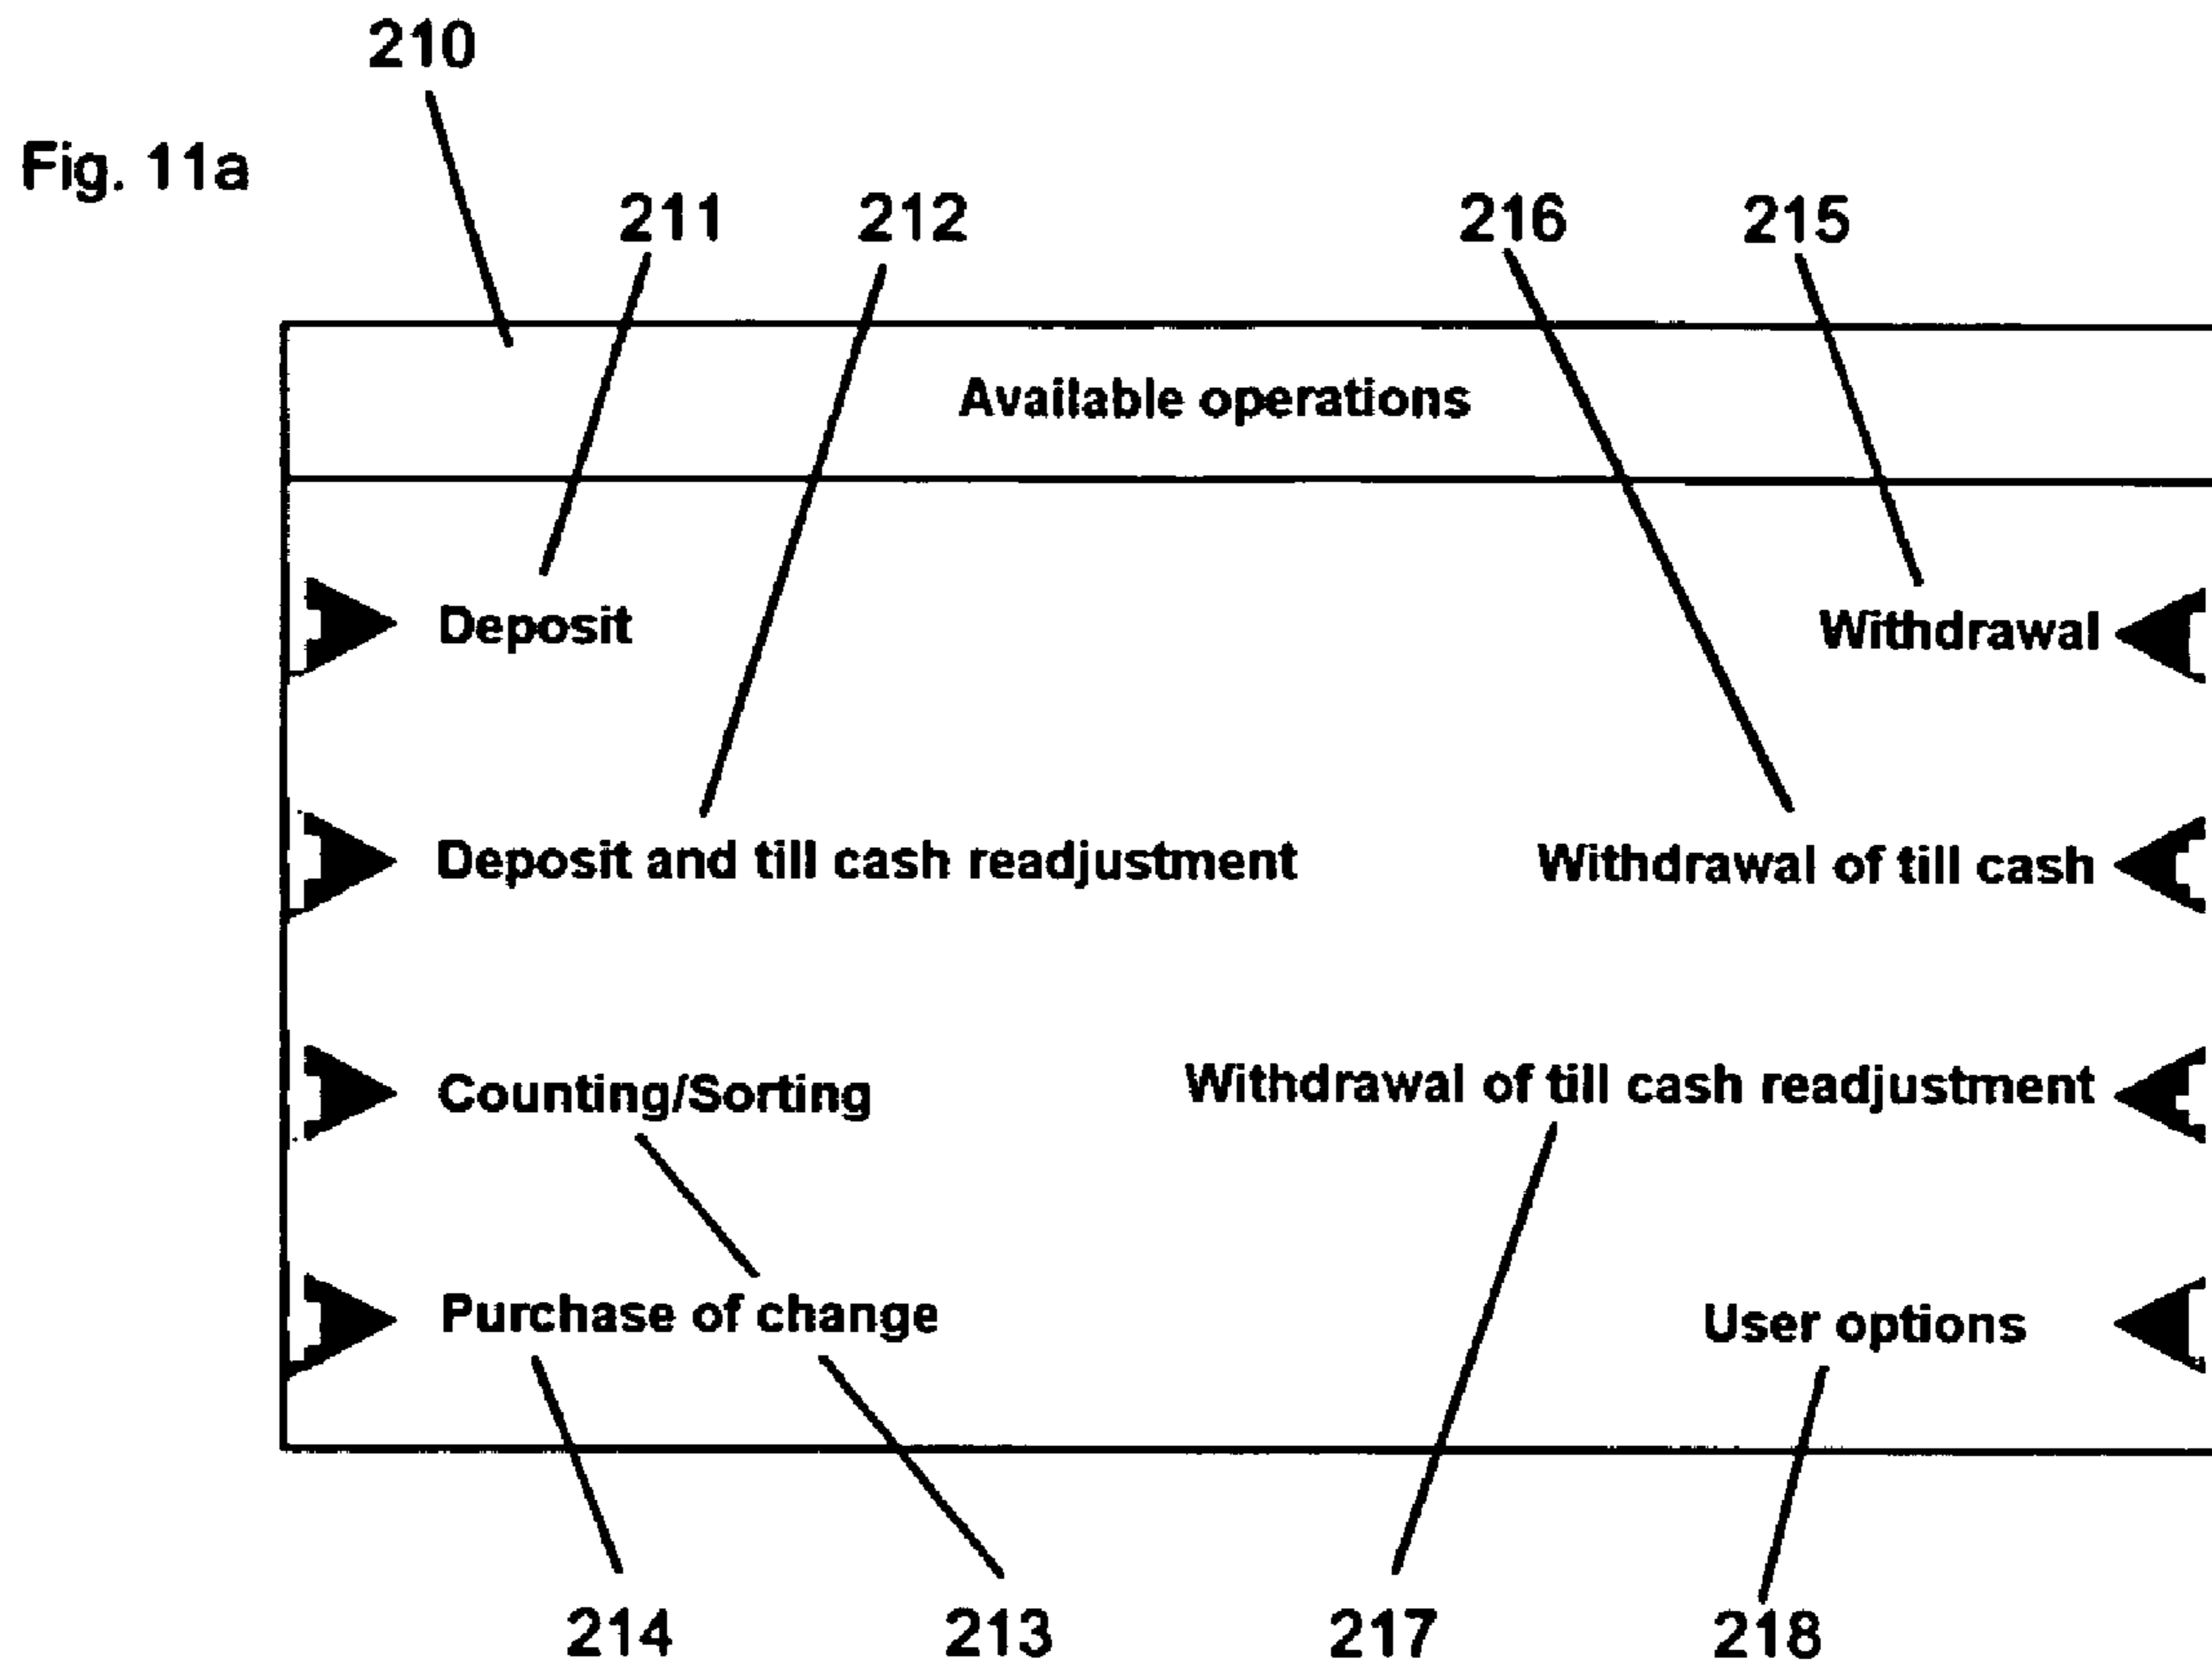 210
Fig. 11a
211 212 216 215
Available operations
Deposit Withdrawal
Deposit and till cash readjustment Withdrawal of till cash
Counting/Sorting Withdrawal of till cash readjustment
Purchase of change User options
214 213 217 218